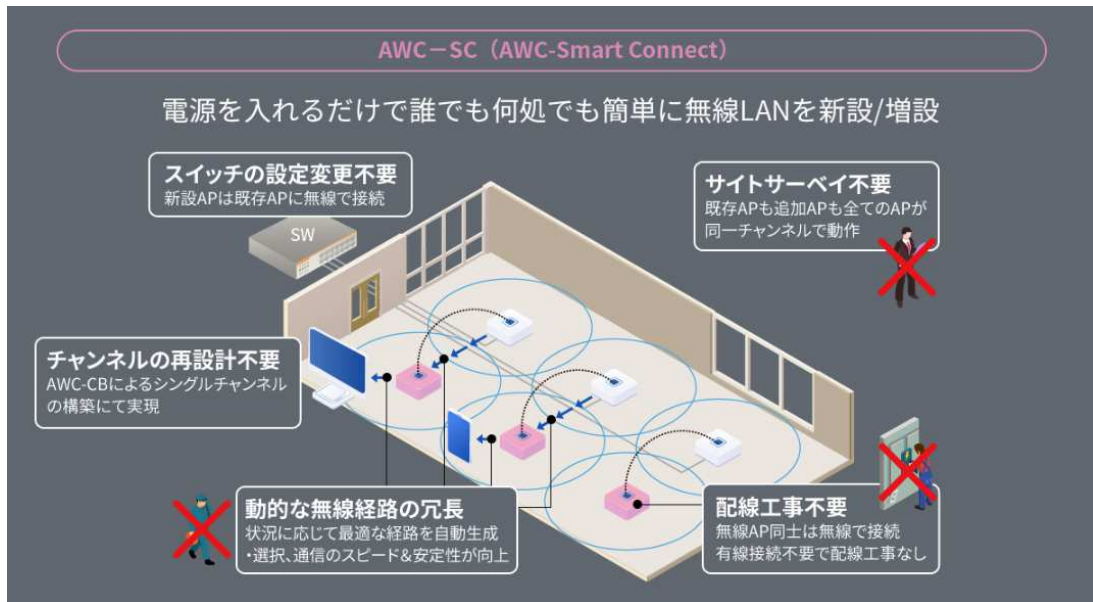 AWC－SC（AWC-Smart Connect）
電源を入れるだけで誰でも何処でも簡単に無線LANを新設/増設
スイッチの設定変更不要
新設APは既存APに無線で接続
SW
サイトサーベイ不要
既存APも追加APも全てのAPが
同一チャンネルで動作
チャンネルの再設計不要
AWC-CBによるシングルチャンネル
の構築にて実現
動的な無線経路の冗長
状況に応じて最適な経路を自動生成
・選択、通信のスピード&安定性が向上
配線工事不要
無線AP同士は無線で接続
有線接続不要で配線工事なし